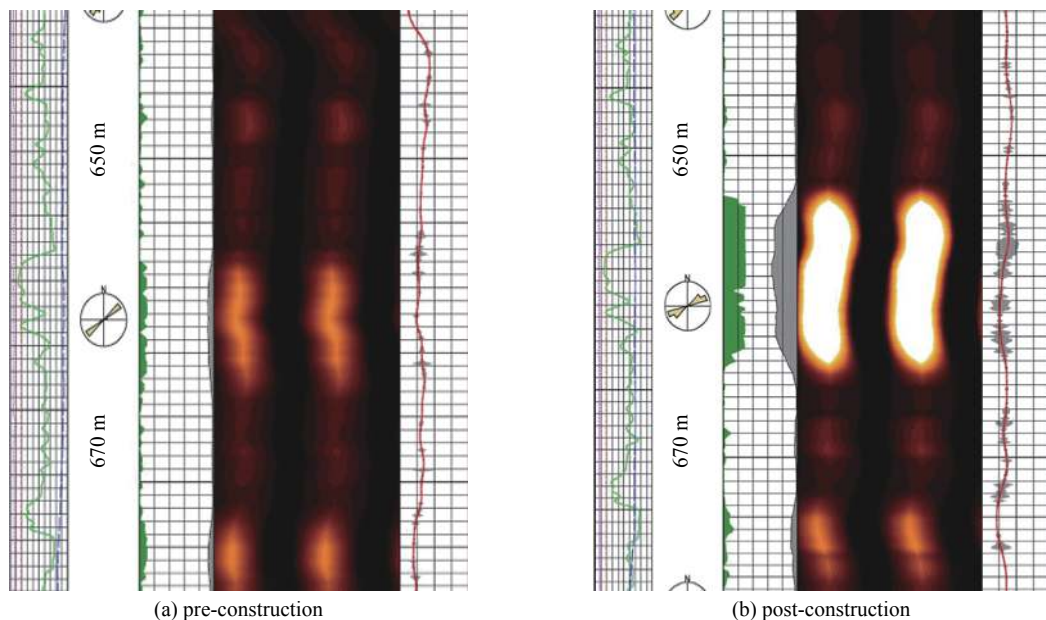 N
650 m
N
670 m
(a) pre-construction
650 m
N
670 m
N
(b) post-construction